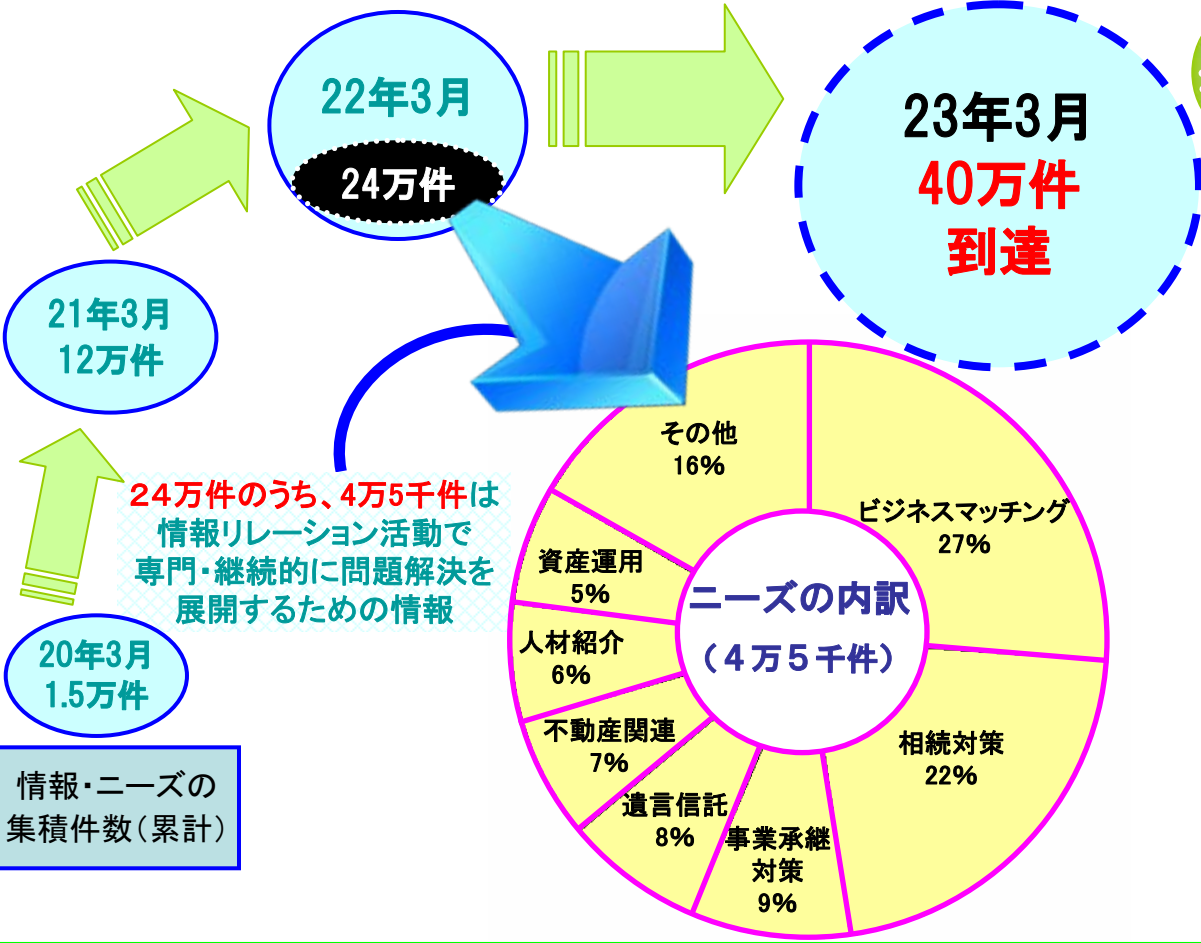 22年3月
24万件
23年3月
40万件
到達
21年3月
12万件
24万件のうち、4万5千件は
情報リレーション活動で
専門・継続的に問題解決を
展開するための情報
20年3月
1.5万件
情報・ニーズの
集積件数(累計)
ニーズの内訳
(4万5千件)
ビジネスマッチング
27%
相続対策
22%
事業承継
対策
9%
遺言信託
8%
不動産関連
7%
人材紹介
6%
資産運用
5%
その他
16%